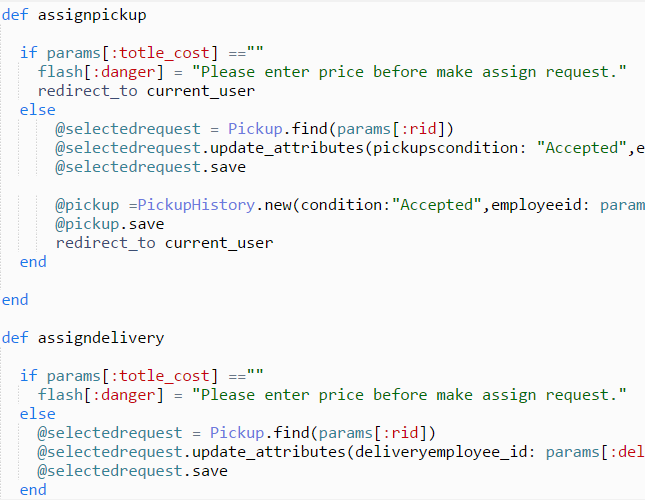 def assignpickup
if params[:totle_cost] ==""
flash[:danger] = "Please enter price before make assign request."
redirect_to current_user
else
@selectedrequest = Pickup.find(params[:rid])
@selectedrequest.update_attributes(pickupscondition: "Accepted",e
@selectedrequest.save
@pickup =PickupHistory.new(condition:"Accepted",employeeid: param
@pickup.save
redirect_to current_user
end
end
def assigndelivery
if params[:totle_cost] ==""
flash[:danger] = "Please enter price before make assign request."
else
@selectedrequest = Pickup.find(params[:rid])
@selectedrequest.update_attributes(deliveryemployee_id: params[:del
@selectedrequest.save
end